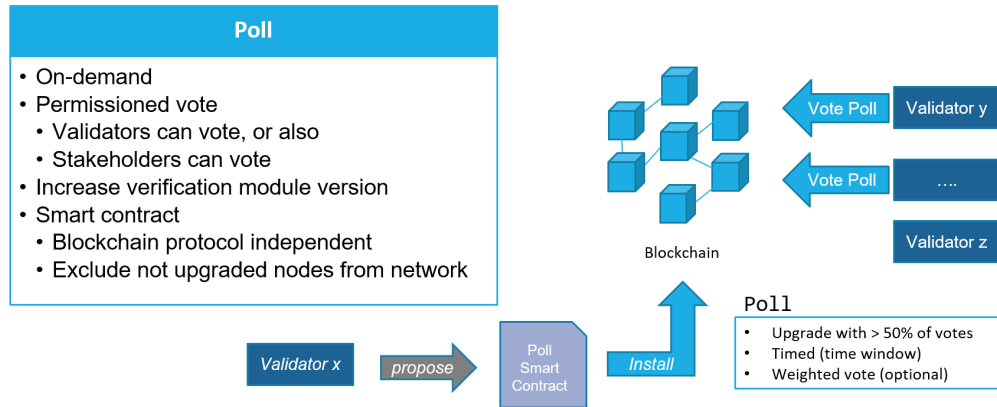 Poll
• On-demand
• Permissioned vote
• Validators can vote, or also
• Stakeholders can vote
• Increase verification module version
• Smart contract
• Blockchain protocol independent
• Exclude not upgraded nodes from network
Vote Poll
Validator y
Vote Poll
....
Validator z
Blockchain
Validator x
propose
Poll
Smart
Contract
Install
Poll
• Upgrade with > 50% of votes
• Timed (time window)
• Weighted vote (optional)